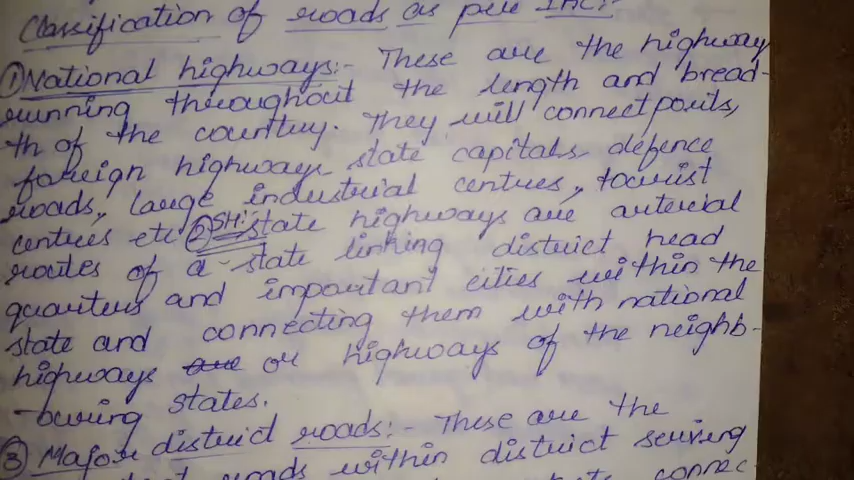 Classification of roads as per IRC:-
① National highways:- These are the highway
running throughout the length and bread-
th of the country. They will connect ports,
foreign highways state capitals defence
roads, large industrial centres, tourist
centres etc ② SH:- state highways are arterial
routes of a state linking district head
quarters and important cities within the
state and connecting them with national
highways or highways of the neighb-
-ouring states.
③ Major district roads:- These are the
roads within district serving
connec-